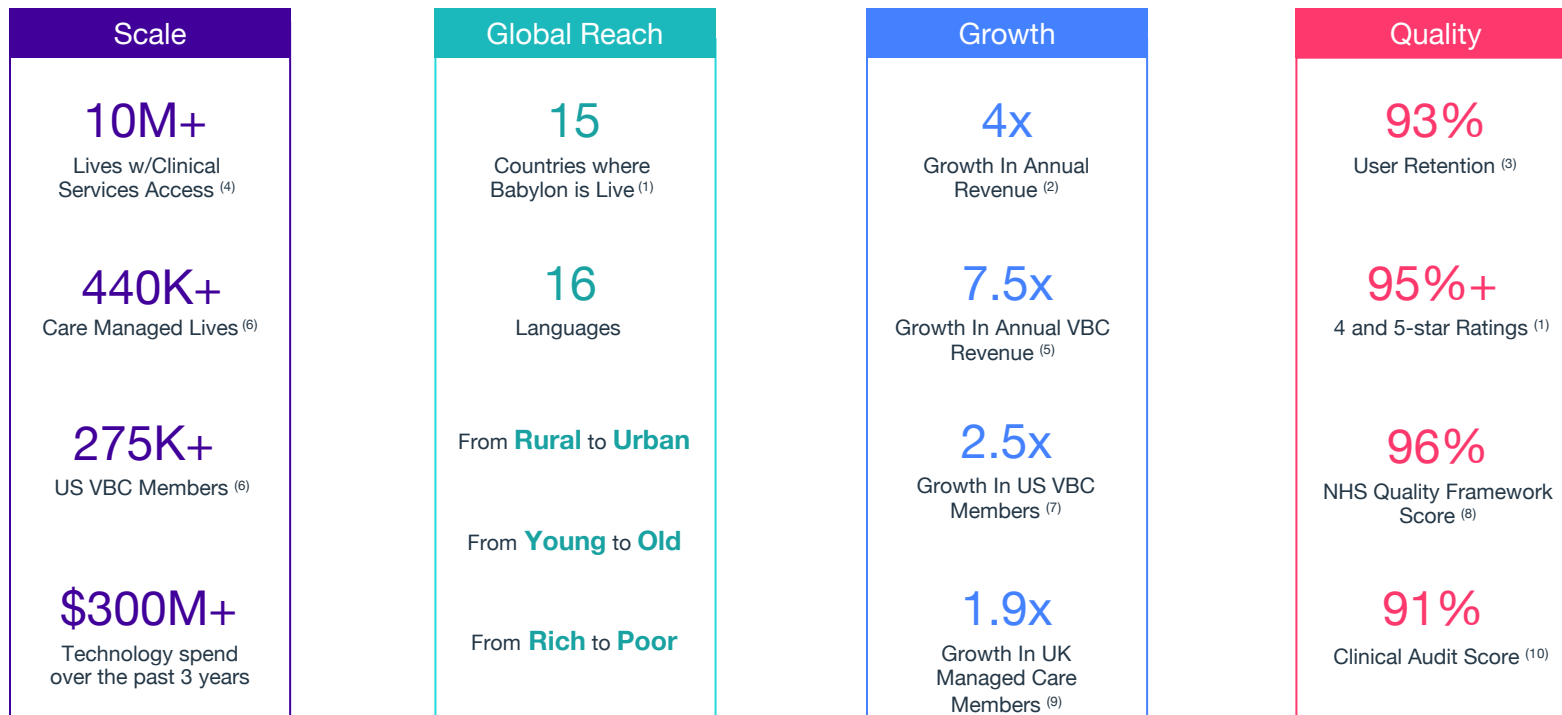 Scale
10M+
Lives w/Clinical
Services Access (4)
440K+
Care Managed Lives (6)
275K+
US VBC Members (6)
$300M+
Technology spend
over the past 3 years
Global Reach
15
Countries where
Babylon is Live (1)
16
Languages
From Rural to Urban
From Young to Old
From Rich to Poor
Growth
4x
Growth In Annual
Revenue (2)
7.5x
Growth In Annual VBC
Revenue (5)
2.5x
Growth In US VBC
Members (7)
1.9x
Growth In UK
Managed Care
Members (9)
Quality
93%
User Retention (3)
95%+
4 and 5-star Ratings (1)
96%
NHS Quality Framework
Score (8)
91%
Clinical Audit Score (10)